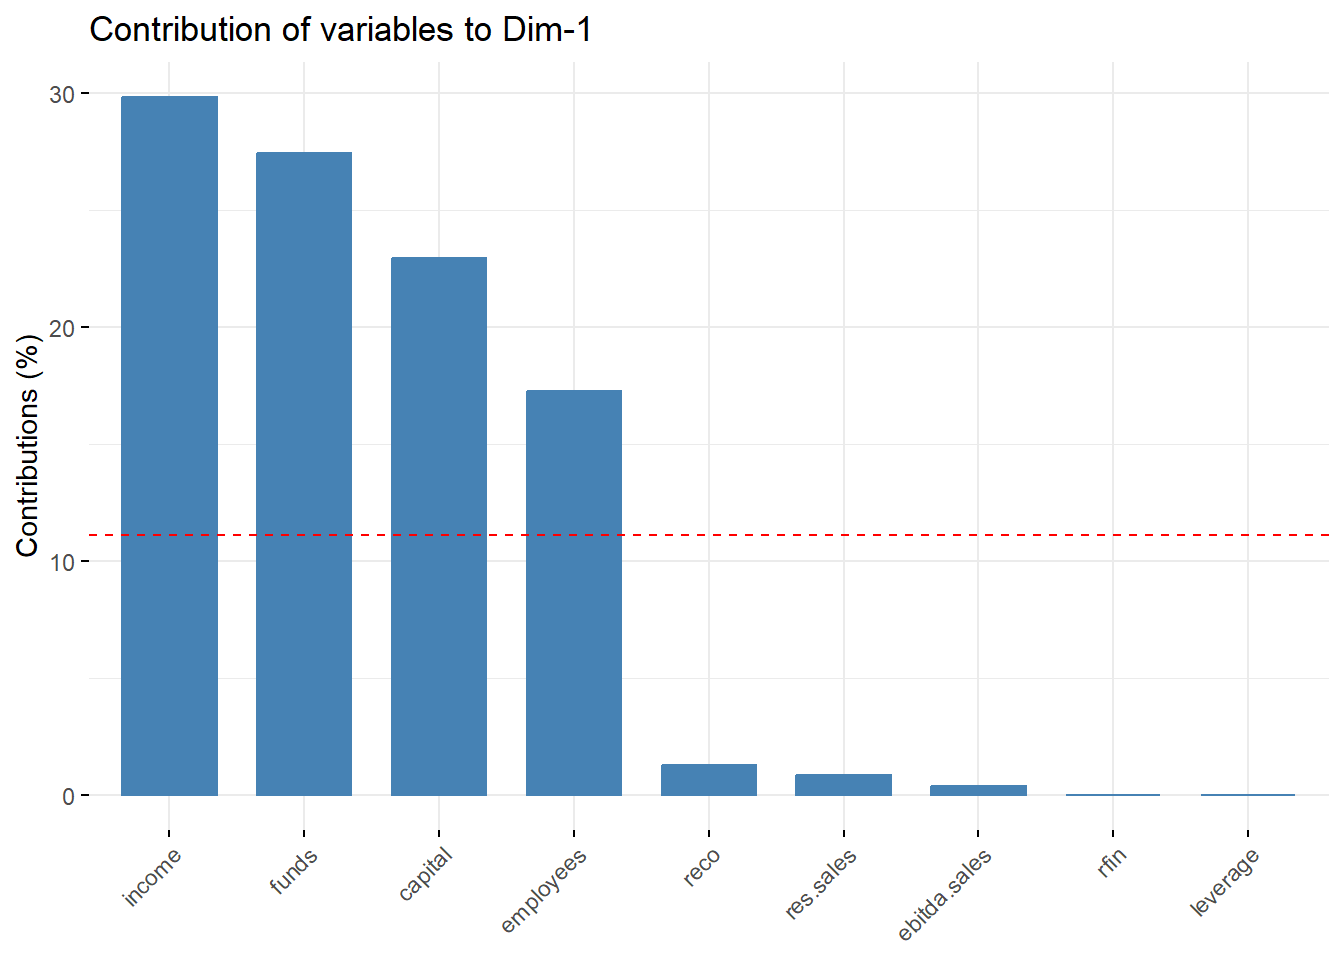 Contribution of variables to Dim-1
Contributions (%)
30
20
10
0
income
funds
capital
employees
reco
res.sales
ebitda.sales
rfin
leverage